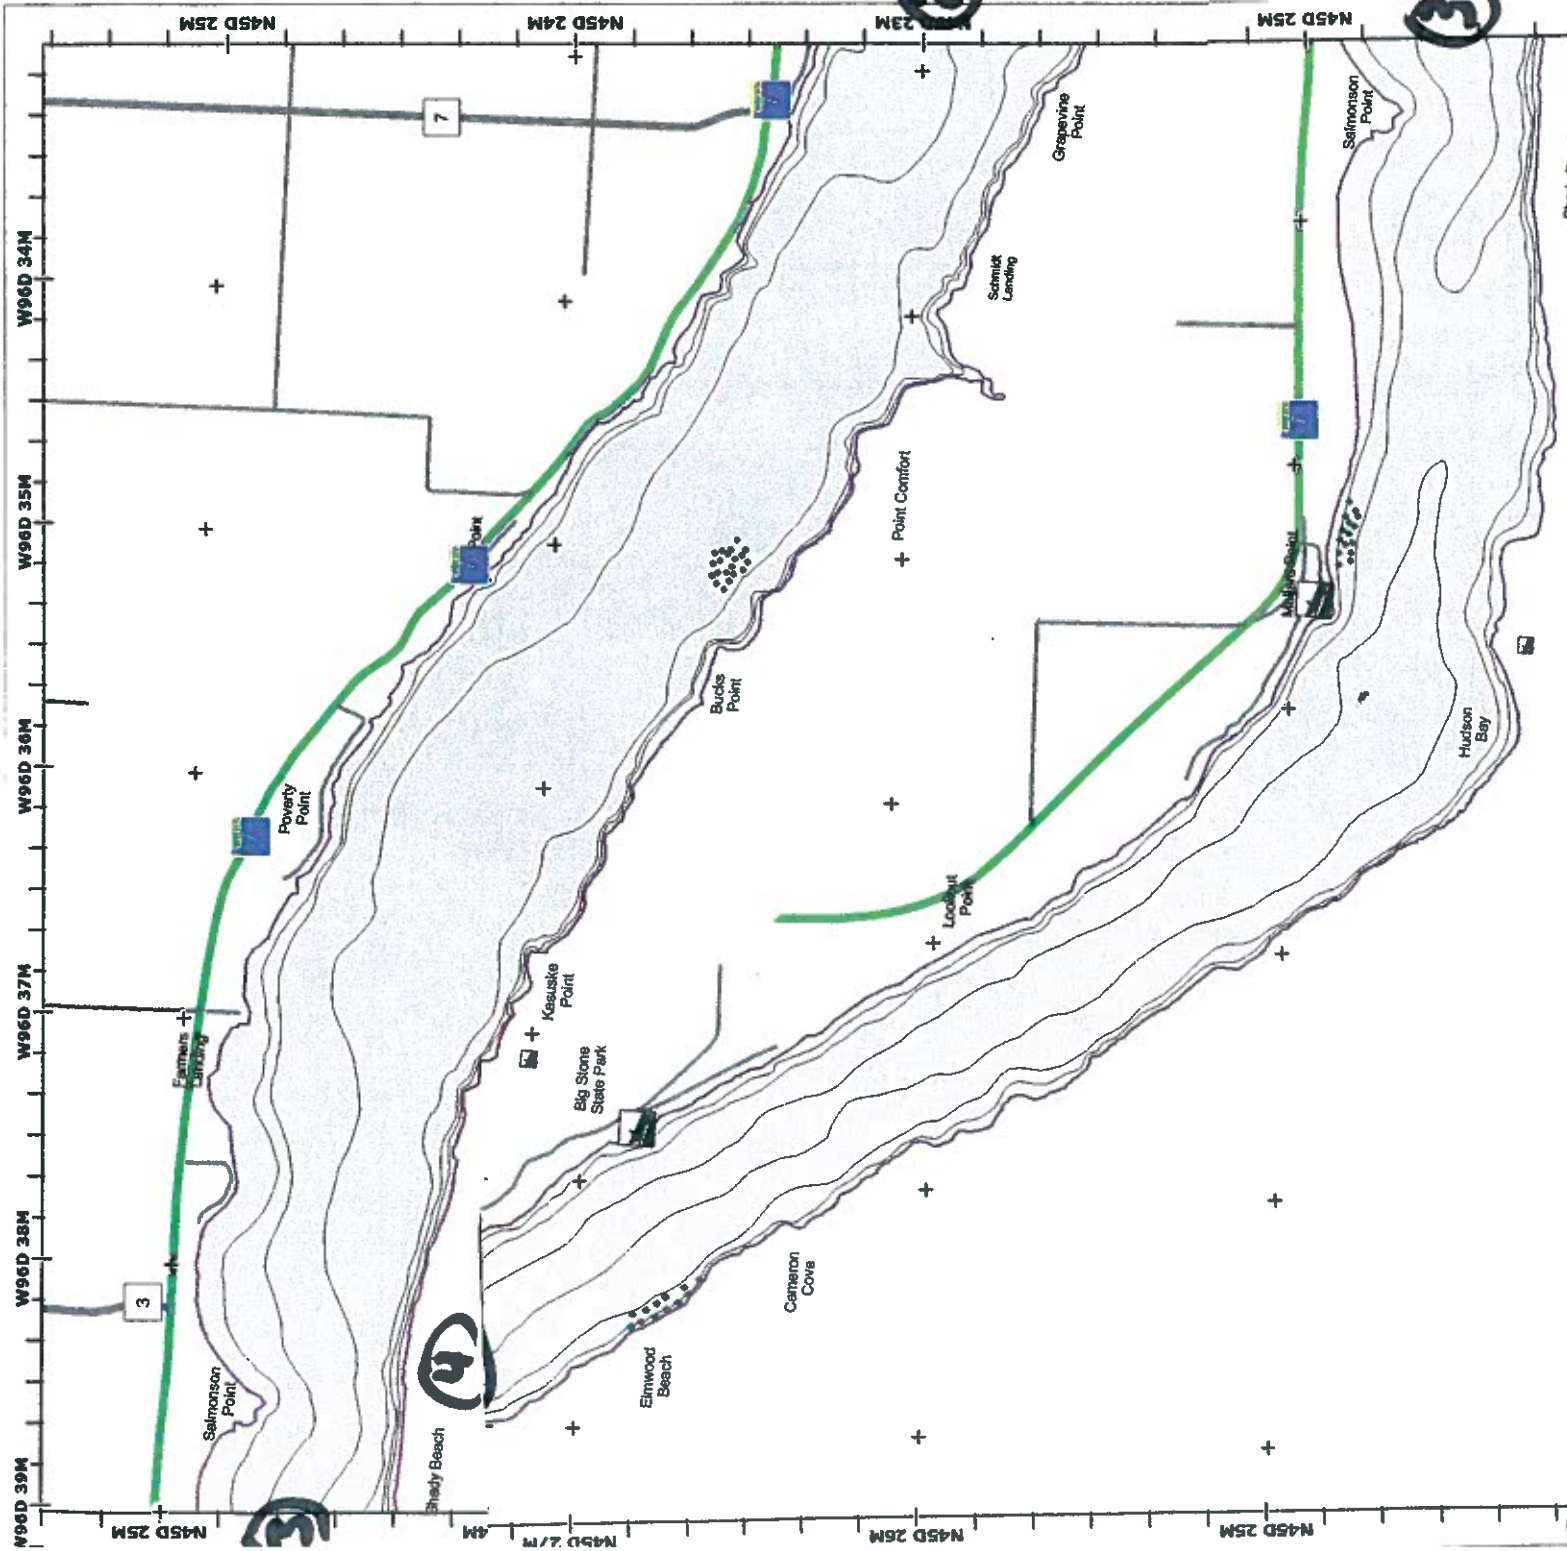 N45D 25M
N45D 24M
N45D 23M
N45D 25M
3
W96D 34M
W96D 35M
W96D 36M
W96D 37M
W96D 38M
W96D 39M
7
Grapevine
Point
Salmonson
Point
Schmidt
Landing
Point
Point Comfort
Bucks
Point
Hudson
Bay
Poverty
Point
Lookout
Point
Kasuske
Point
Farmers
Landing
Big Stone
State Park
Cameron
Cove
3
Salmonson
Point
4
Elmwood
Beach
Shady Beach
3
N45D 25M
4M
N45D 27M
N45D 26M
N45D 25M